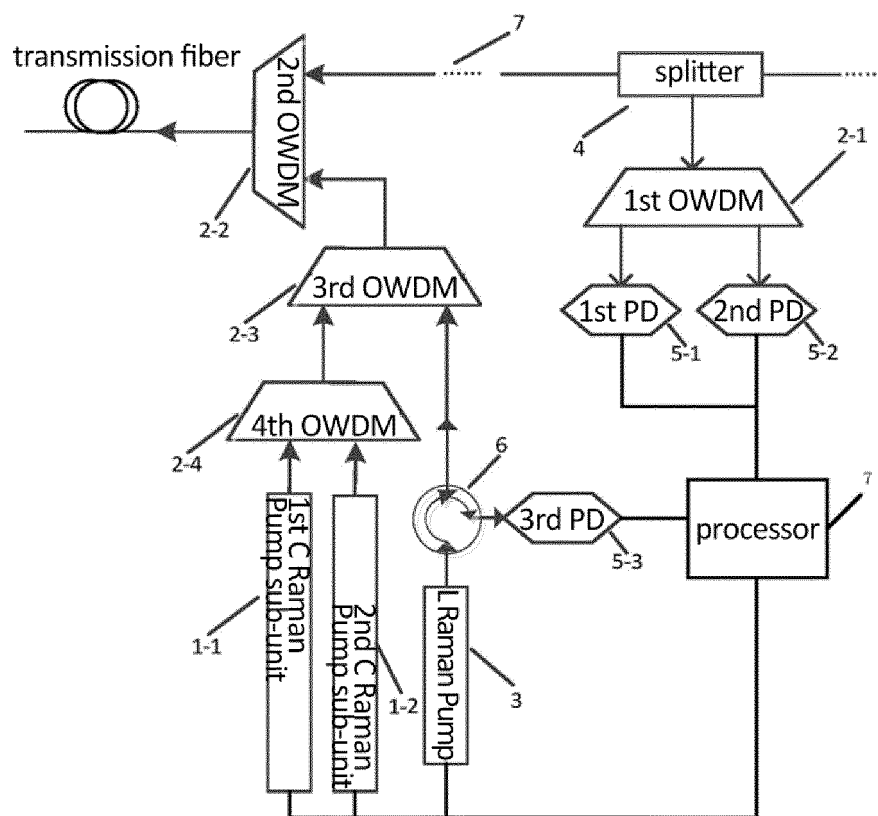 7
transmission fiber
2nd OWDM
splitter
4
2-1
2-2
1st OWDM
3rd OWDM
2-3
1st PD
2nd PD
5-1
5-2
4th OWDM
2-4
6
7
3rd PD
processor
5-3
1st C Raman
Pump sub-unit
2nd C Raman
Pump sub-unit
L Raman Pump
1-1
1-2
3